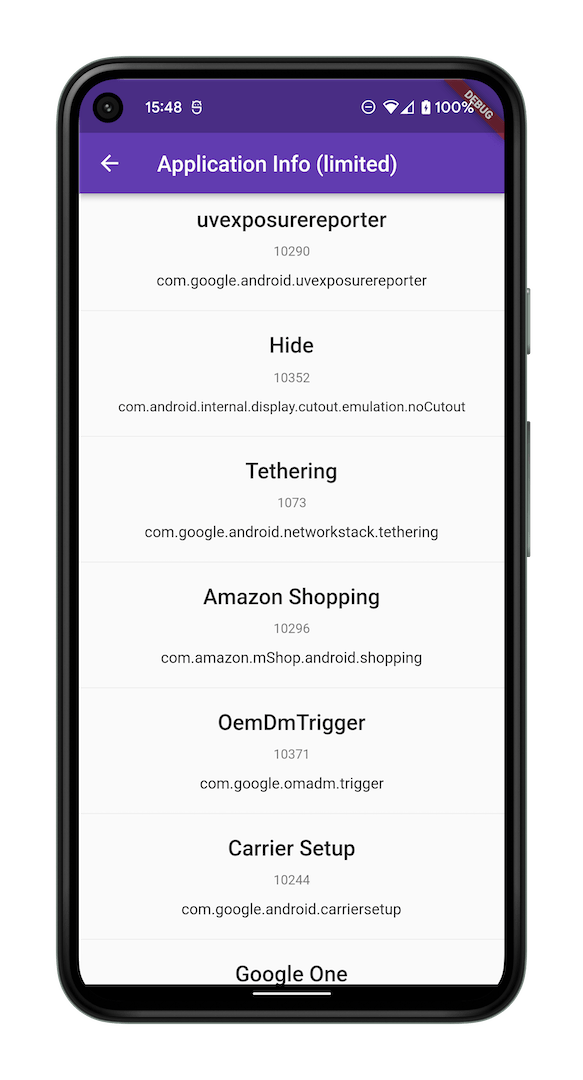 15:48
100%
DEBUG
Application Info (limited)
uvexposurereporter
10290
com.google.android.uvexposurereporter
Hide
10352
com.android.internal.display.cutout.emulation.noCutout
Tethering
1073
com.google.android.networkstack.tethering
Amazon Shopping
10296
com.amazon.mShop.android.shopping
OemDmTrigger
10371
com.google.omadm.trigger
Carrier Setup
10244
com.google.android.carriersetup
Google One